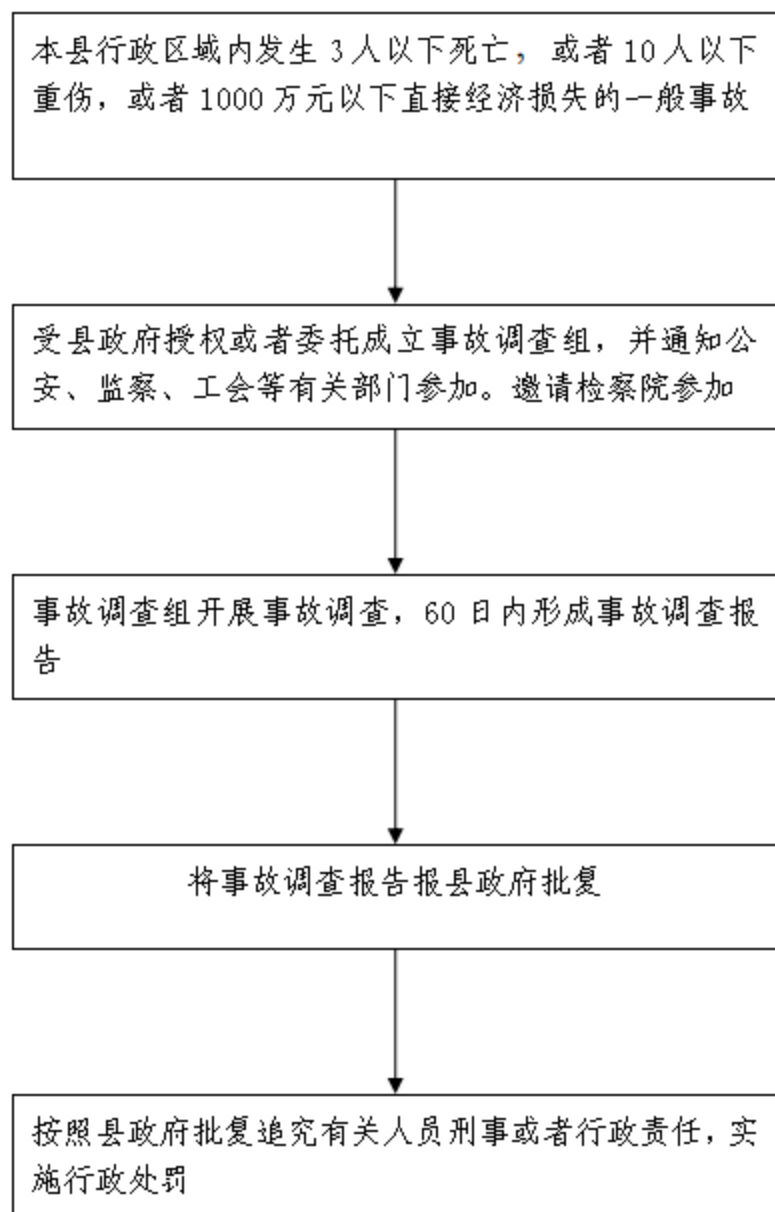 本县行政区域内发生 3 人以下死亡，或者 10 人以下
重伤，或者 1000 万元以下直接经济损失的一般事故
受县政府授权或者委托成立事故调查组，并通知公
安、监察、工会等有关部门参加。邀请检察院参加
事故调查组开展事故调查，60 日内形成事故调查报
告
将事故调查报告报县政府批复
按照县政府批复追究有关人员刑事或者行政责任，实
施行政处罚